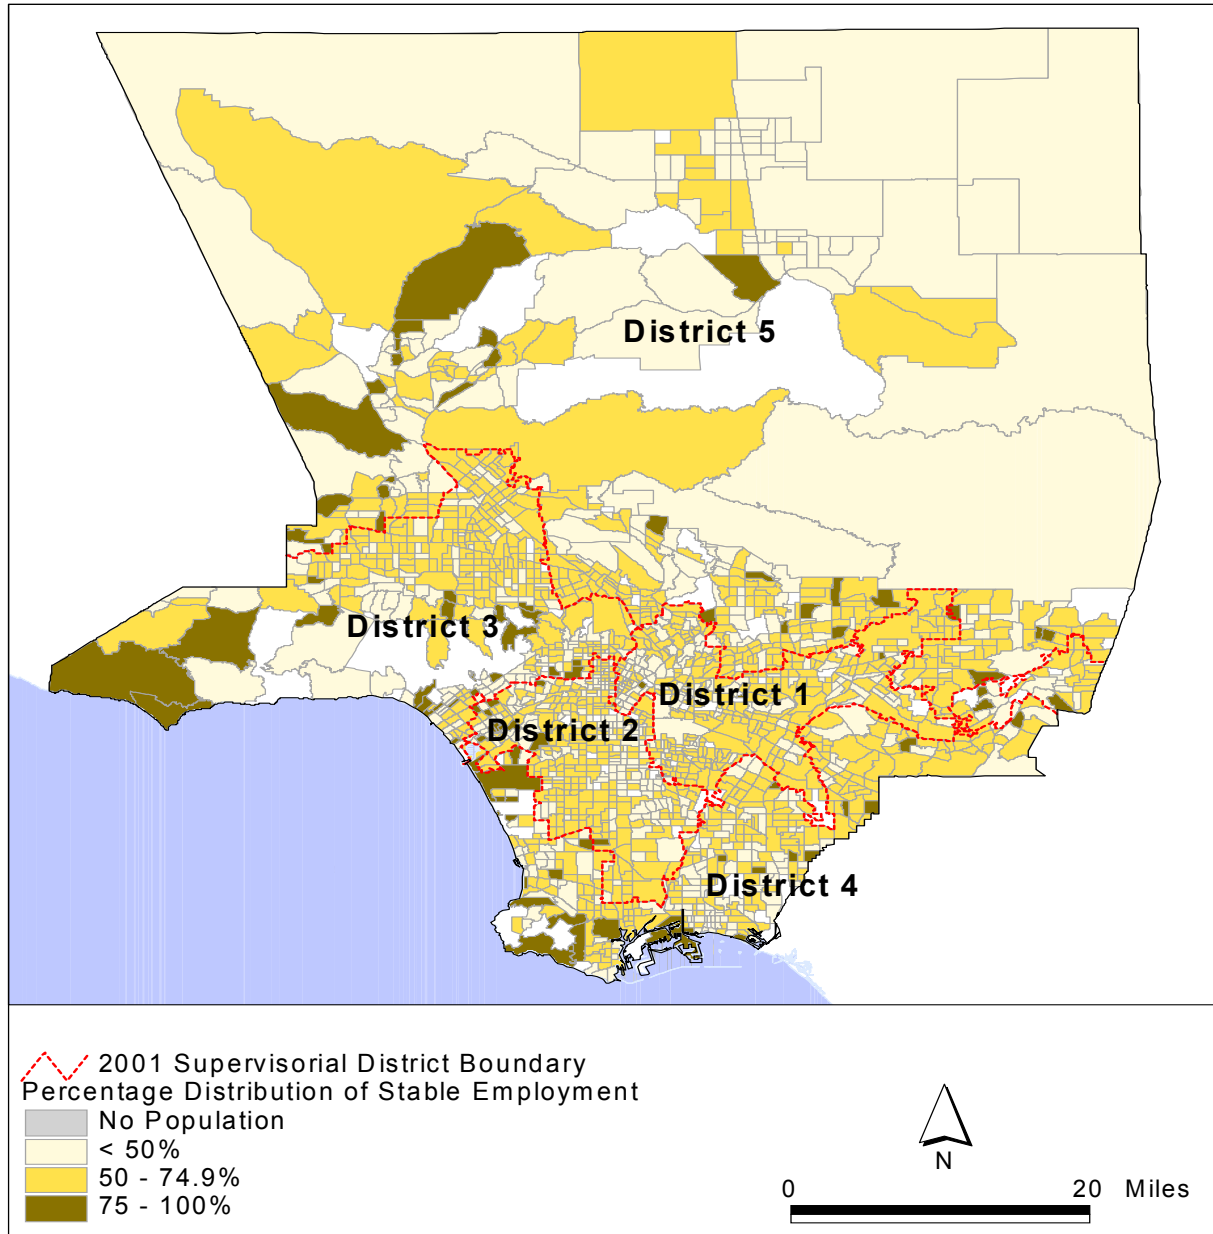 District 5
District 3
District 1
District 2
District 4
2001 Supervisorial District Boundary
Percentage Distribution of Stable Employment
No Population
< 50%
50 - 74.9%
75 - 100%
N
0 20 Miles